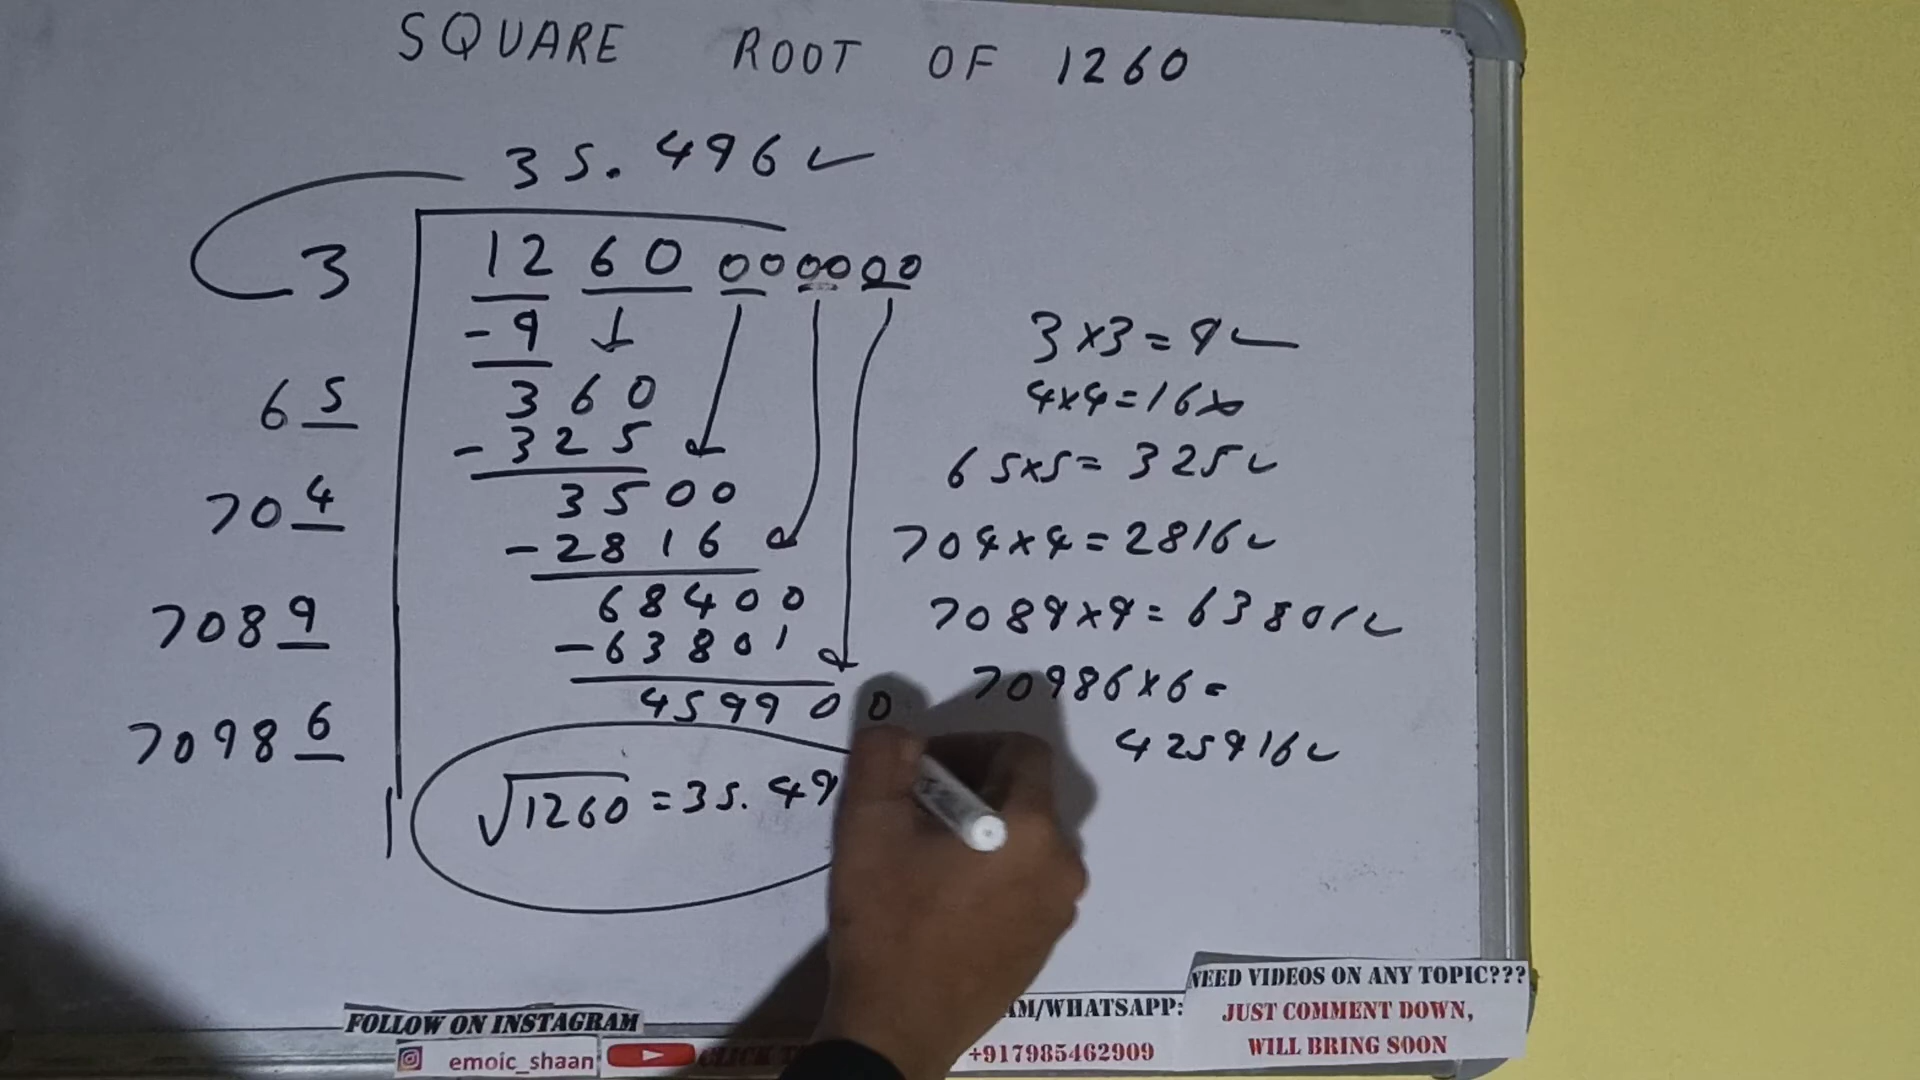 SQUARE ROOT OF 1260
35.496
3
1260 00 00 00
- 9
360
65
- 325
3500
704
- 2816
68400
7089
- 63801
459900
70986
√1260 = 35.49
3×3=9
4×4=16×
65×5=325
704×4=2816
7089×9=63801
70986×6=
425916
NEED VIDEOS ON ANY TOPIC???
JUST COMMENT DOWN,
WILL BRING SOON
AM/WHATSAPP:
+917985462909
FOLLOW ON INSTAGRAM
emoic_shaan